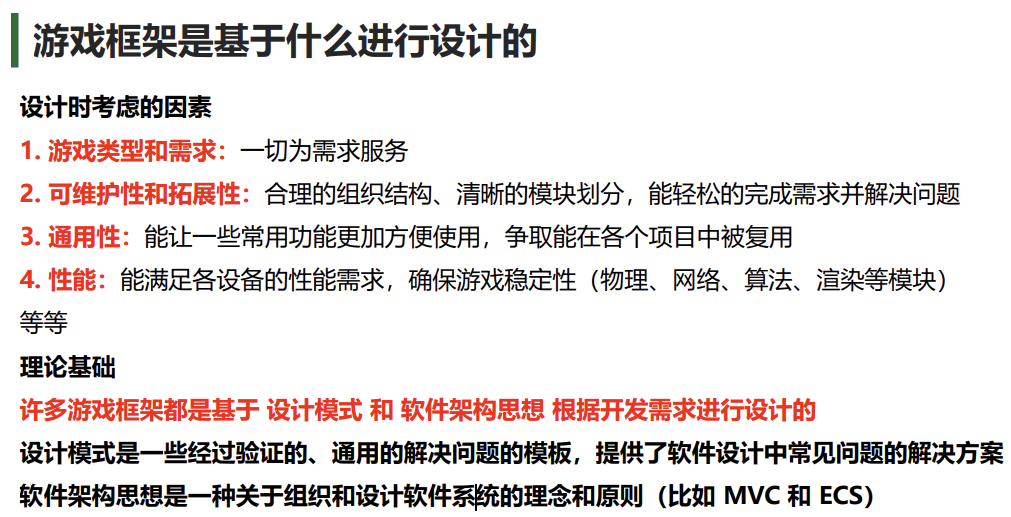 游戏框架是基于什么进行设计的
设计时考虑的因素
1. 游戏类型和需求：一切为需求服务
2. 可维护性和拓展性：合理的组织结构、清晰的模块划分，能轻松的完成需求并解决问题
3. 通用性：能让一些常用功能更加方便使用，争取能在各个项目中被复用
4. 性能：能满足各设备的性能需求，确保游戏稳定性（物理、网络、算法、渲染等模块）
等等
理论基础
许多游戏框架都是基于 设计模式 和 软件架构思想 根据开发需求进行设计的
设计模式是一些经过验证的、通用的解决问题的模板，提供了软件设计中常见问题的解决方案
软件架构思想是一种关于组织和设计软件系统的理念和原则（比如 MVC 和 ECS）